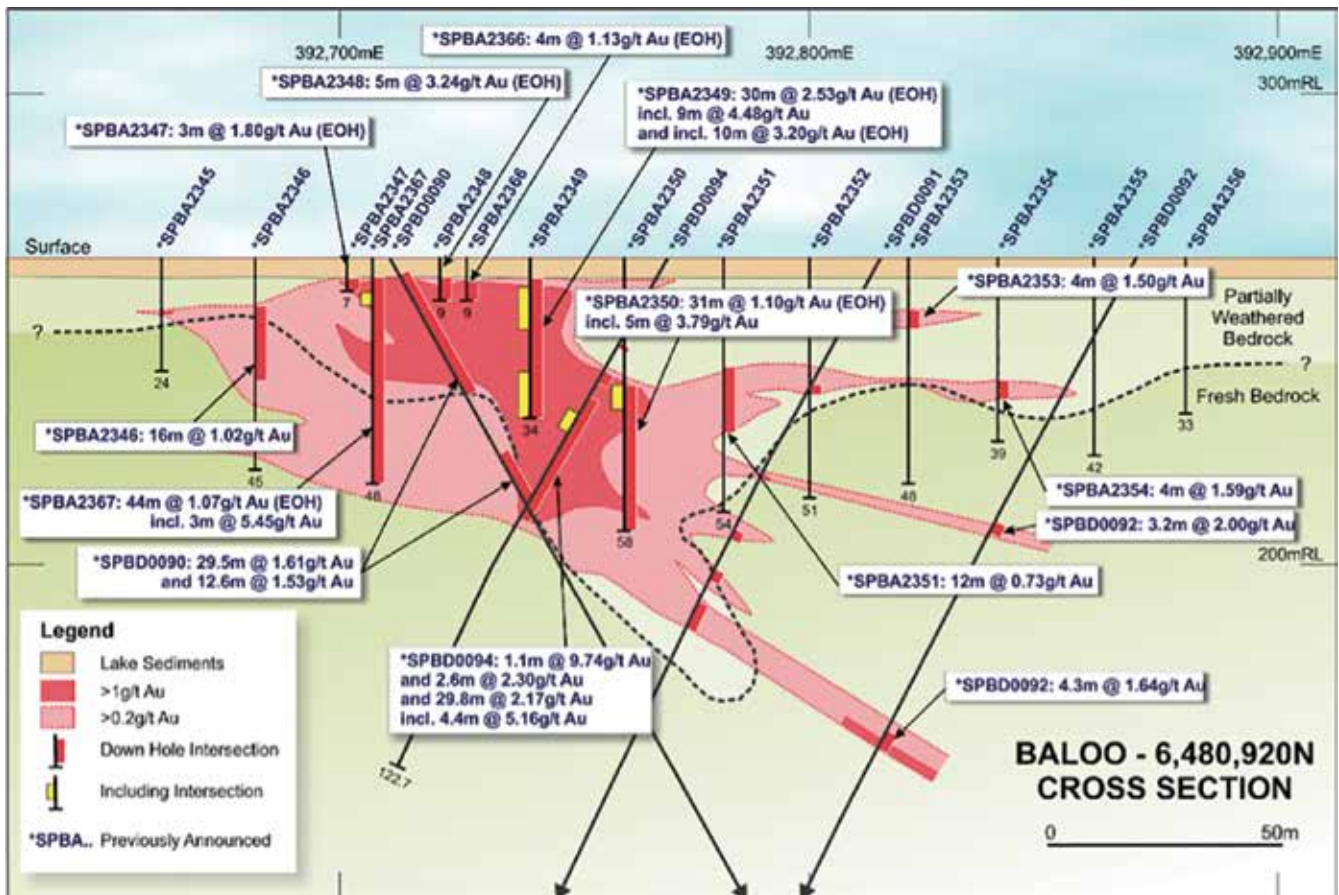 392,700mE
392,800mE
392,900mE
300mRL
*SPBA2366: 4m @ 1.13g/t Au (EOH)
*SPBA2348: 5m @ 3.24g/t Au (EOH)
*SPBA2349: 30m @ 2.53g/t Au (EOH)
incl. 9m @ 4.48g/t Au
and incl. 10m @ 3.20g/t Au (EOH)
*SPBA2347: 3m @ 1.80g/t Au (EOH)
*SPBA2345
*SPBA2346
*SPBA2347
*SPBA2367
*SPBD0090
*SPBA2348
*SPBA2366
*SPBA2349
*SPBA2350
*SPBD0094
*SPBA2351
*SPBA2352
*SPBD0091
*SPBA2353
*SPBA2354
*SPBA2355
*SPBD0092
*SPBA2356
Surface
*SPBA2353: 4m @ 1.50g/t Au
Partially
Weathered
Bedrock
*SPBA2350: 31m @ 1.10g/t Au (EOH)
incl. 5m @ 3.79g/t Au
7
9
9
?
?
24
Fresh Bedrock
34
33
*SPBA2346: 16m @ 1.02g/t Au
39
42
45
48
48
51
54
58
*SPBA2354: 4m @ 1.59g/t Au
*SPBA2367: 44m @ 1.07g/t Au (EOH)
incl. 3m @ 5.45g/t Au
*SPBD0092: 3.2m @ 2.00g/t Au
200mRL
*SPBD0090: 29.5m @ 1.61g/t Au
and 12.6m @ 1.53g/t Au
*SPBA2351: 12m @ 0.73g/t Au
Legend
Lake Sediments
>1g/t Au
>0.2g/t Au
Down Hole Intersection
Including Intersection
*SPBA.. Previously Announced
*SPBD0094: 1.1m @ 9.74g/t Au
and 2.6m @ 2.30g/t Au
and 29.8m @ 2.17g/t Au
incl. 4.4m @ 5.16g/t Au
*SPBD0092: 4.3m @ 1.64g/t Au
122.7
BALOO - 6,480,920N
CROSS SECTION
0
50m